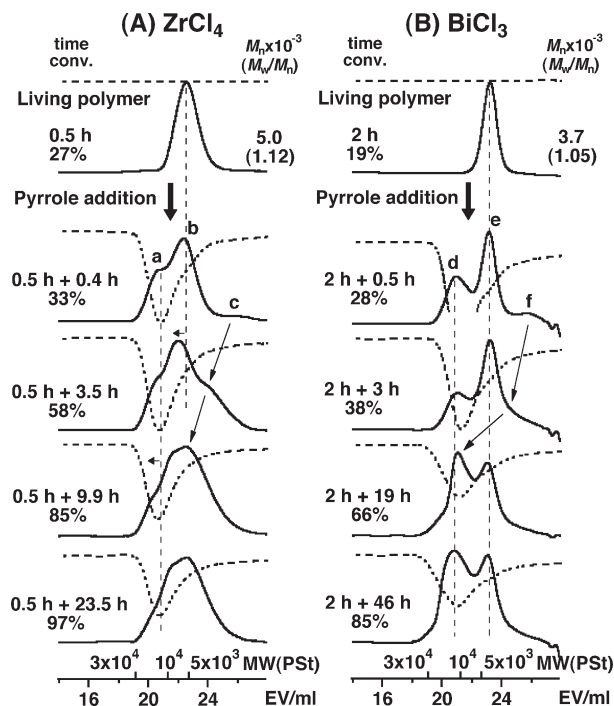 (A) ZrCl4
time
conv.
Mnx10-3
(Mw/Mn)
Living polymer
0.5 h
27%
5.0
(1.12)
Pyrrole addition
a
b
c
0.5 h + 0.4 h
33%
0.5 h + 3.5 h
58%
0.5 h + 9.9 h
85%
0.5 h + 23.5 h
97%
3x10⁴
10⁴
5x10³ MW(PSt)
16
20
24
EV/ml
(B) BiCl3
time
conv.
Mnx10-3
(Mw/Mn)
Living polymer
2 h
19%
3.7
(1.05)
Pyrrole addition
d
e
f
2 h + 0.5 h
28%
2 h + 3 h
38%
2 h + 19 h
66%
2 h + 46 h
85%
3x10⁴
10⁴
5x10³ MW(PSt)
16
20
24
EV/ml